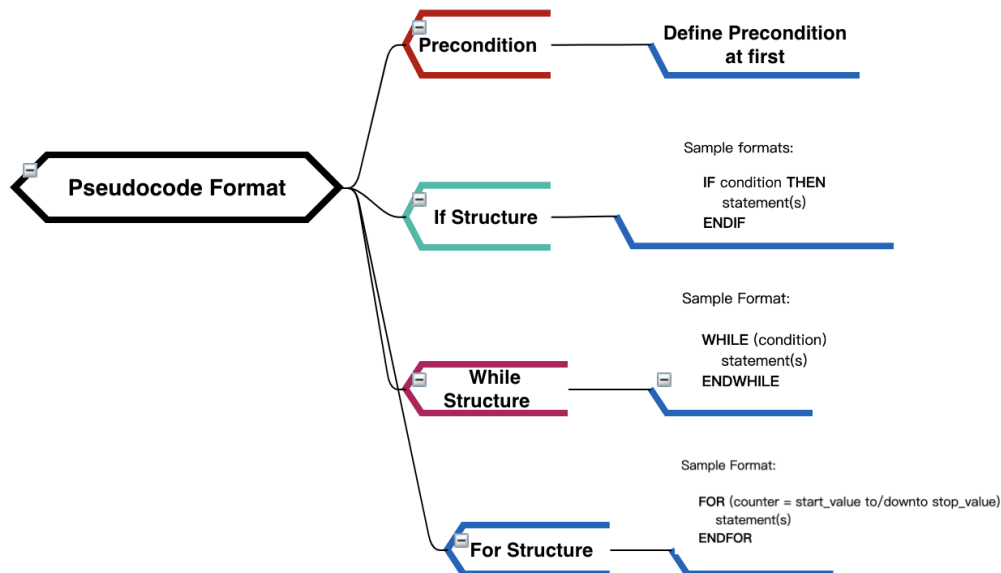 Pseudocode Format
Precondition
Define Precondition
at first
If Structure
Sample formats:
IF condition THEN
statement(s)
ENDIF
While
Structure
Sample Format:
WHILE (condition)
statement(s)
ENDWHILE
For Structure
Sample Format:
FOR (counter = start_value to/downto stop_value)
statement(s)
ENDFOR